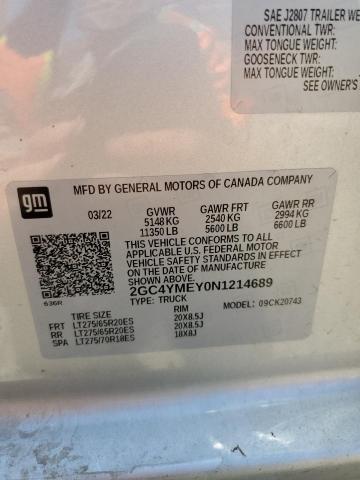 SAE J2807 TRAILER WE
CONVENTIONAL TWR:
MAX TONGUE WEIGHT:
GOOSENECK TWR:
MAX TONGUE WEIGHT:
SEE OWNER'S
gm
MFD BY GENERAL MOTORS OF CANADA COMPANY
03/22 GVWR GAWR FRT GAWR RR
5148 KG 2540 KG 2994 KG
11350 LB 5600 LB 6600 LB
THIS VEHICLE CONFORMS TO ALL
APPLICABLE U.S. FEDERAL MOTOR
VEHICLE SAFETY STANDARDS IN
EFFECT ON THE DATE OF MANUFACTURE
SHOWN ABOVE.
2GC4YMEY0N1214689
TYPE: TRUCK MODEL: 09CK20743
636R
TIRE SIZE RIM
FRT LT275/65R20ES 20X8.5J
RR LT275/65R20ES 20X8.5J
SPA LT275/70R18ES 18X8J